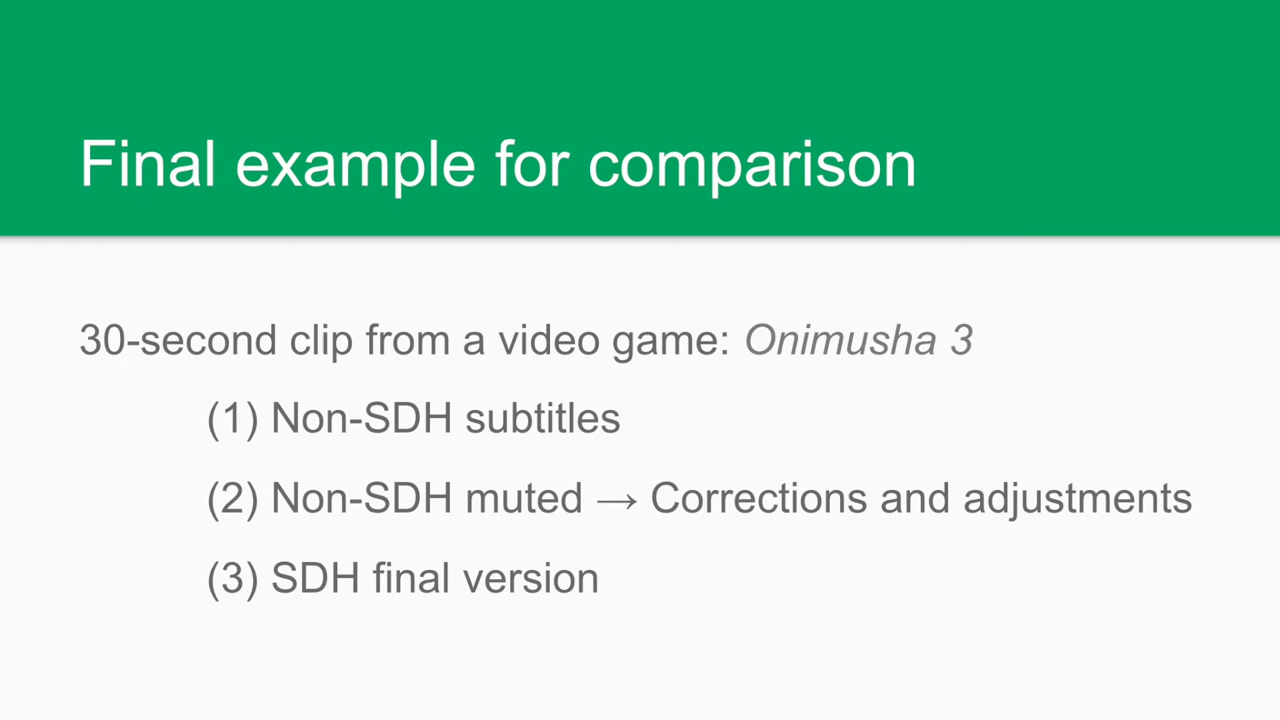 Final example for comparison
30-second clip from a video game: Onimusha 3
(1) Non-SDH subtitles
(2) Non-SDH muted → Corrections and adjustments
(3) SDH final version